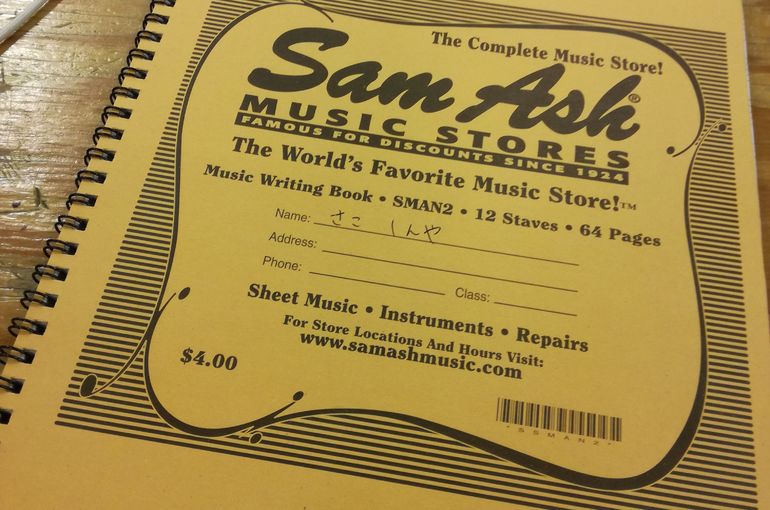 The Complete Music Store!
Sam Ash®
MUSIC STORES
FAMOUS FOR DISCOUNTS SINCE 1924
The World's Favorite Music Store!™
Music Writing Book • SMAN2 • 12 Staves • 64 Pages
Name: さこ しんや
Address:
Phone: Class:
Sheet Music • Instruments • Repairs
For Store Locations And Hours Visit:
www.samashmusic.com
$4.00
SSMAN2